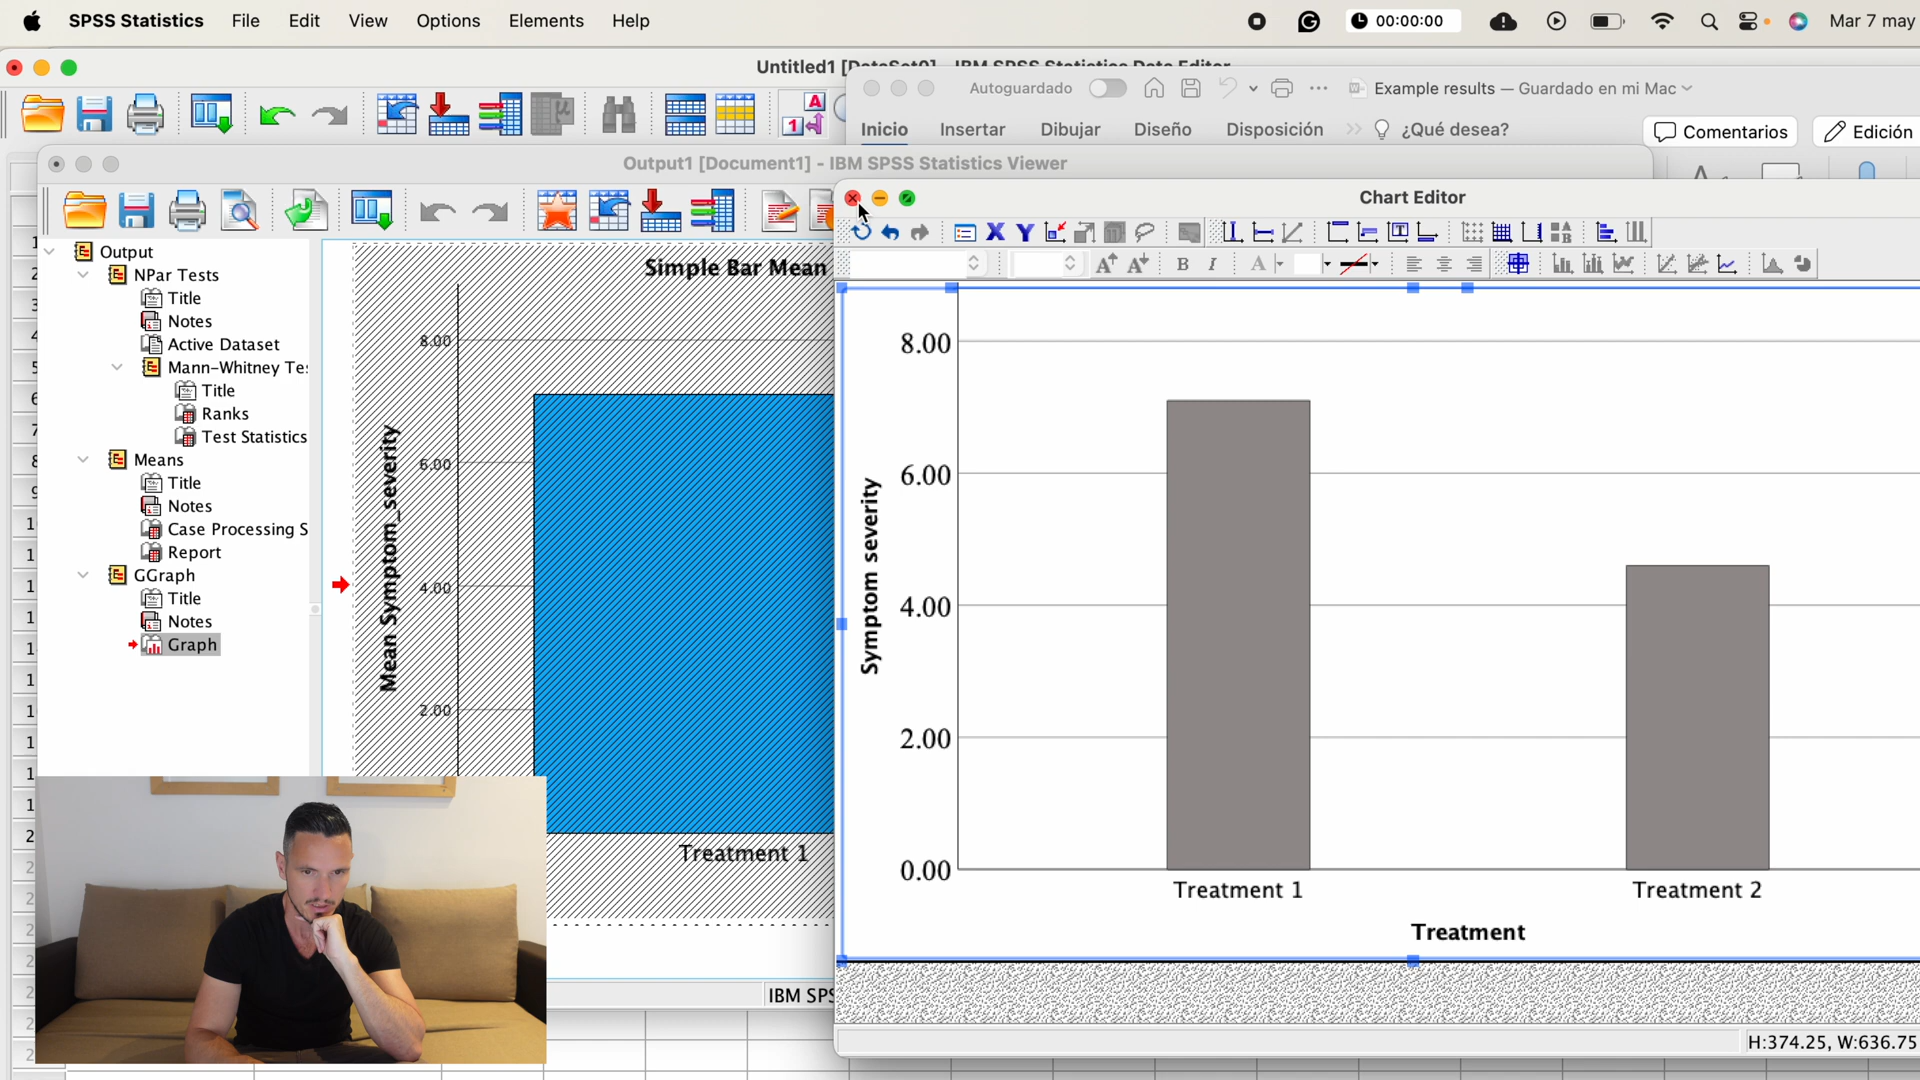 SPSS Statistics File Edit View Options Elements Help
00:00:00 Mar 7 may
Autoguardado Example results — Guardado en mi Mac
Inicio Insertar Dibujar Diseño Disposición ¿Qué desea?
Comentarios Edición
Output1 [Document1] - IBM SPSS Statistics Viewer
Chart Editor
Output
NPar Tests
Title
Notes
Active Dataset
Mann-Whitney Te
Title
Ranks
Test Statistics
Means
Title
Notes
Case Processing S
Report
GGraph
Title
Notes
Graph
Simple Bar Mean
8.00
6.00
4.00
2.00
Mean Symptom_severity
Treatment 1
IBM SPS
8.00
6.00
4.00
2.00
0.00
Symptom severity
Treatment 1
Treatment 2
Treatment
H:374.25, W:636.75